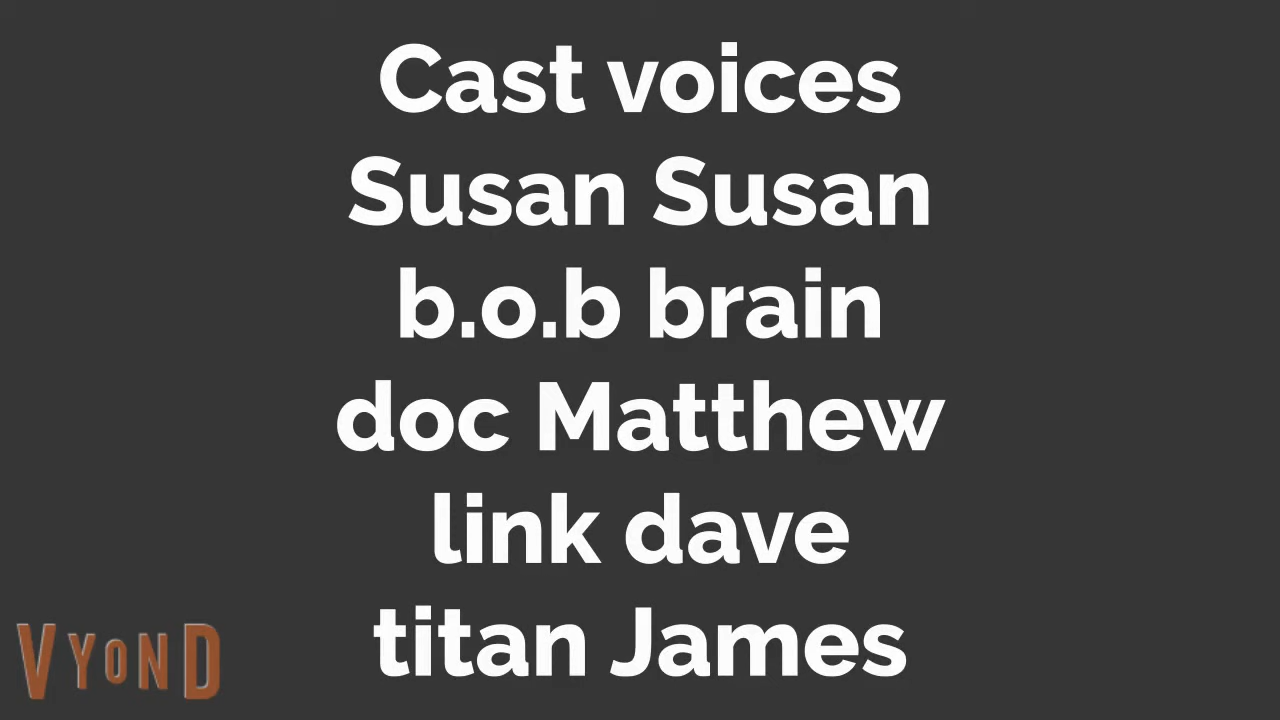 Cast voices
Susan Susan
b.o.b brain
doc Matthew
link dave
titan James
VYOND